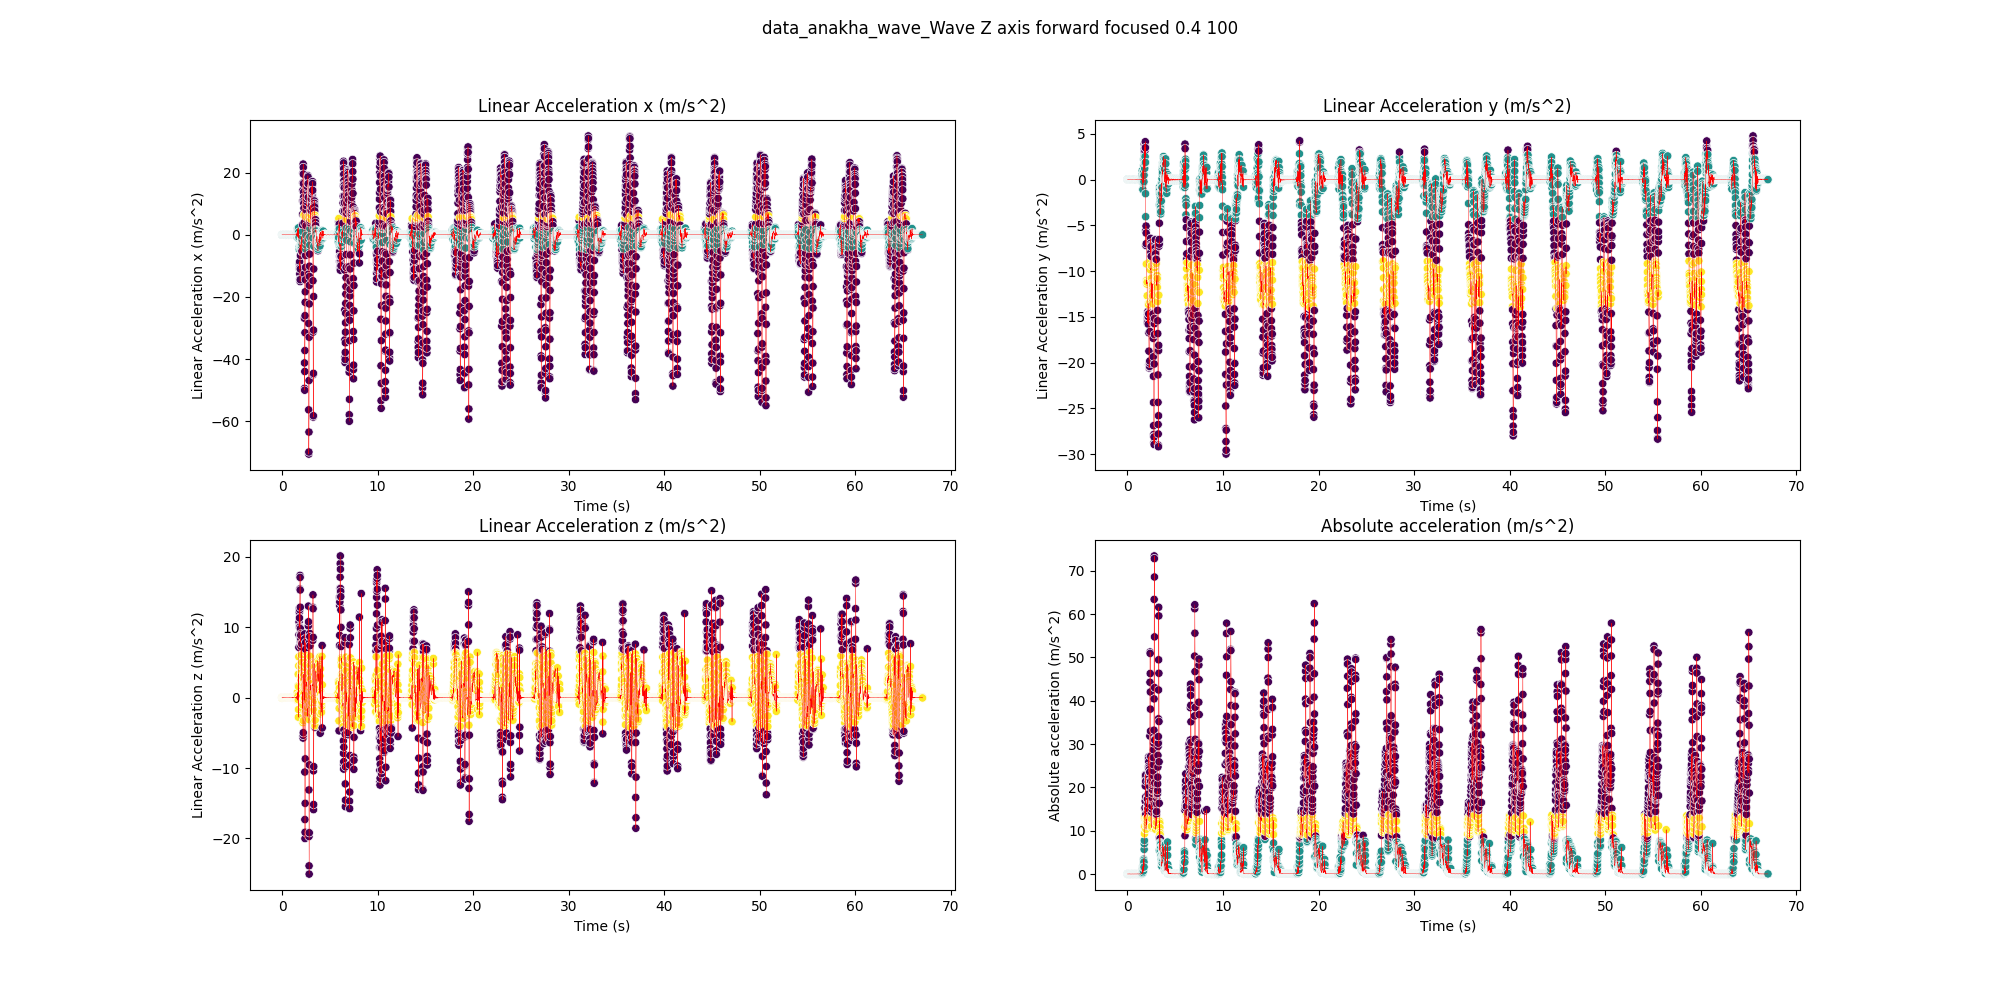 data_anakha_wave_Wave Z axis forward focused 0.4 100
Linear Acceleration x (m/s^2)
Linear Acceleration x (m/s^2)
20
0
−20
−40
−60
0 10 20 30 40 50 60 70
Time (s)
Linear Acceleration y (m/s^2)
Linear Acceleration y (m/s^2)
5
0
−5
−10
−15
−20
−25
−30
0 10 20 30 40 50 60 70
Time (s)
Linear Acceleration z (m/s^2)
Linear Acceleration z (m/s^2)
20
10
0
−10
−20
0 10 20 30 40 50 60 70
Time (s)
Absolute acceleration (m/s^2)
Absolute acceleration (m/s^2)
70
60
50
40
30
20
10
0
0 10 20 30 40 50 60 70
Time (s)